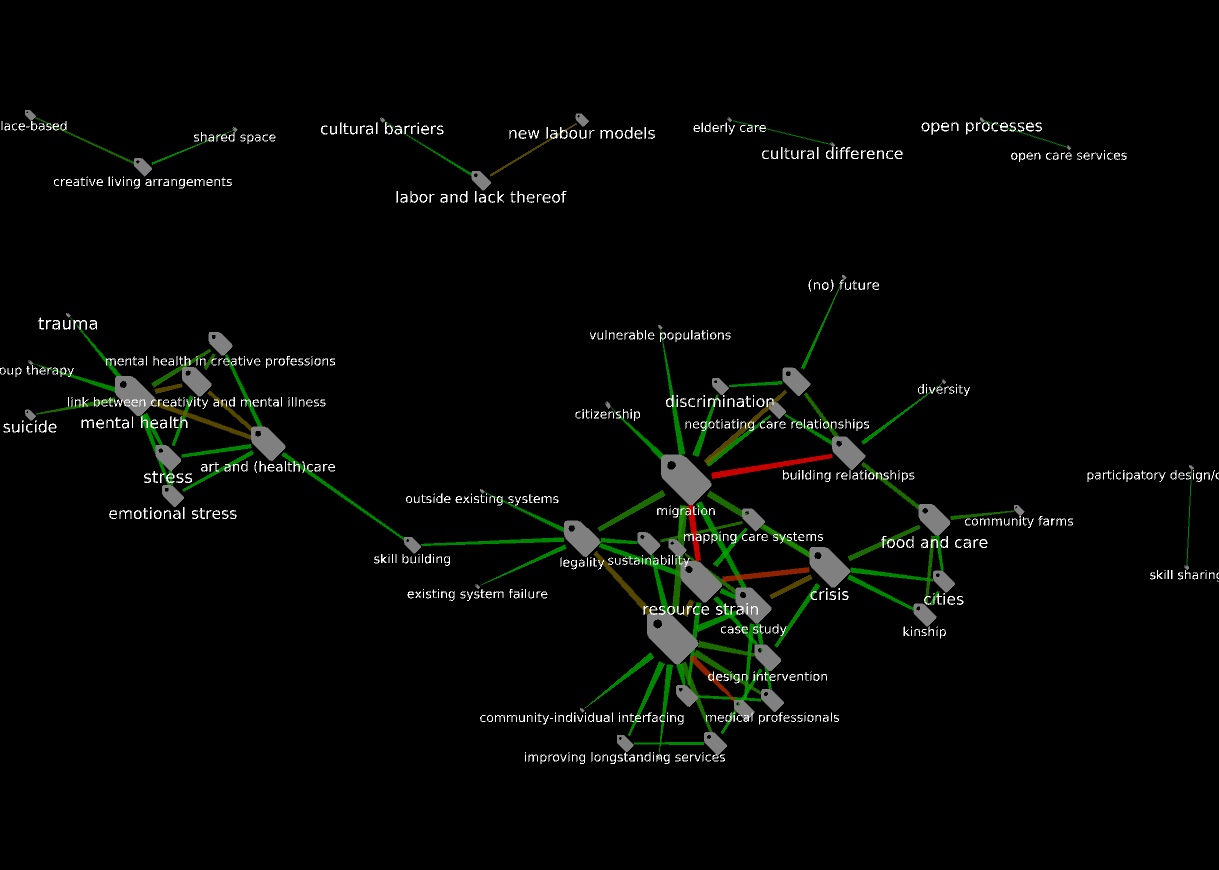 lace-based
shared space
creative living arrangements
cultural barriers
new labour models
labor and lack thereof
elderly care
cultural difference
open processes
open care services
(no) future
trauma
vulnerable populations
mental health in creative professions
oup therapy
diversity
link between creativity and mental illness
discrimination
citizenship
negotiating care relationships
suicide
mental health
art and (health)care
stress
building relationships
participatory design/c
outside existing systems
migration
emotional stress
community farms
mapping care systems
food and care
skill building
legality
sustainability
skill sharing
existing system failure
crisis
cities
resource strain
case study
kinship
design intervention
community-individual interfacing
medical professionals
improving longstanding services